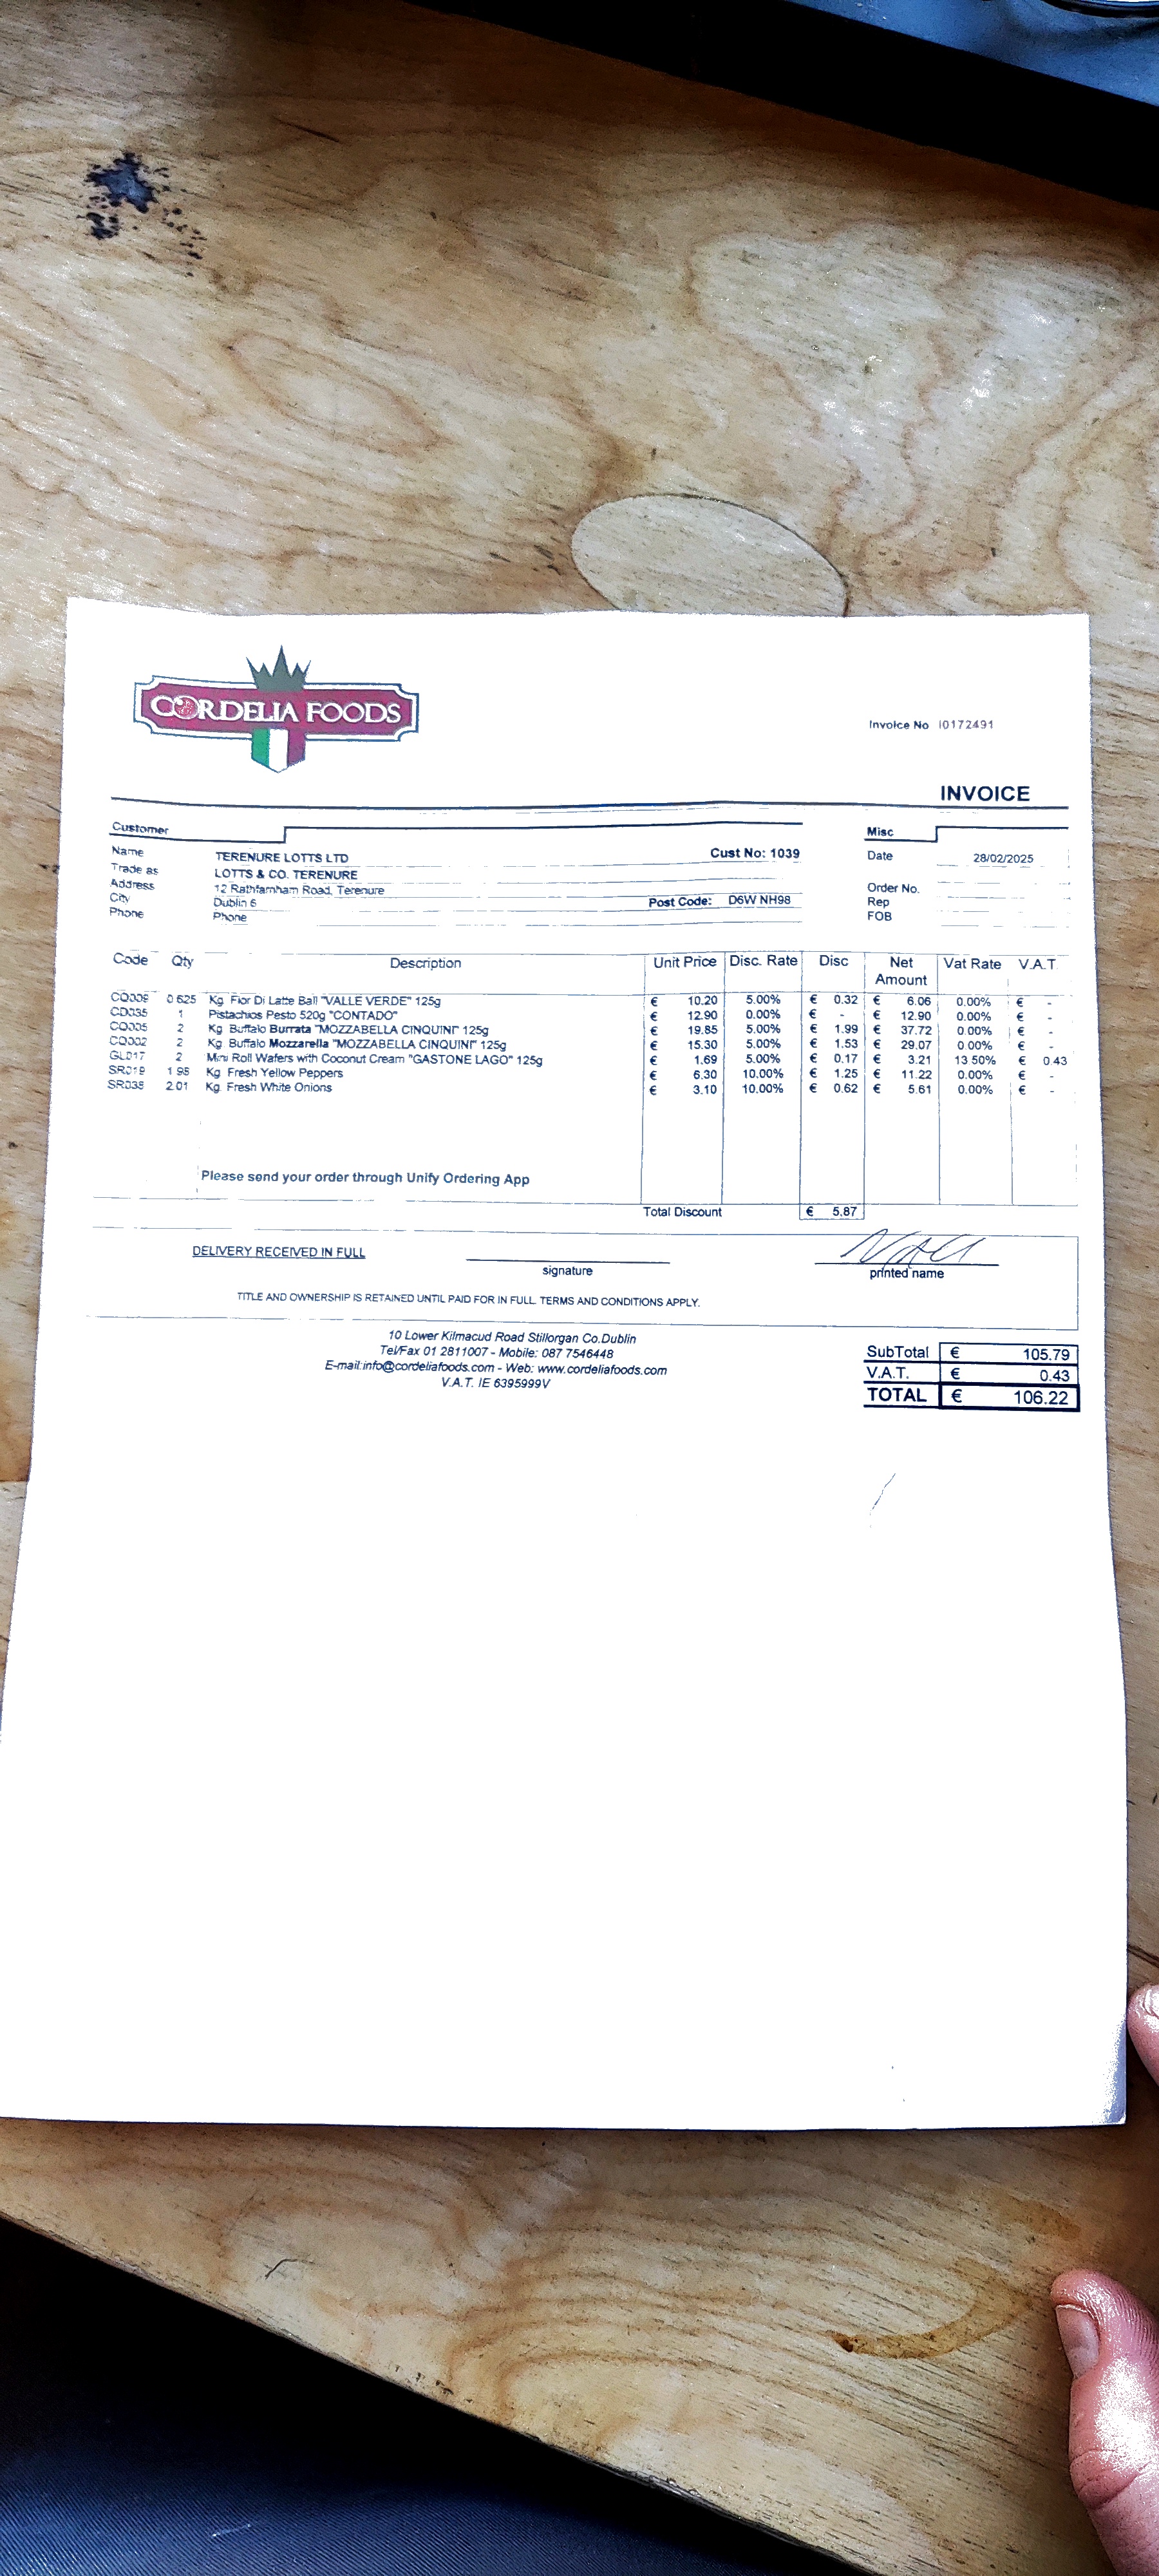 CORDELIA FOODS
Invoice No I0172491
INVOICE
Customer
Misc
Name TERENURE LOTTS LTD Cust No: 1039 Date 28/02/2025
Trade as LOTTS & CO. TERENURE
Address 12 Rathfarnham Road, Terenure Order No.
City Dublin 6 Post Code: D6W NH98 Rep
Phone Phone FOB
Code Qty Description Unit Price Disc. Rate Disc Net Amount Vat Rate V.A.T.
CQ009 0.625 Kg. Fior Di Latte Ball "VALLE VERDE" 125g € 10.20 5.00% € 0.32 € 6.06 0.00% € -
CD035 1 Pistachios Pesto 520g "CONTADO" € 12.90 0.00% € - € 12.90 0.00% € -
CQ005 2 Kg. Buffalo Burrata "MOZZABELLA CINQUINI" 125g € 19.85 5.00% € 1.99 € 37.72 0.00% € -
CQ002 2 Kg. Buffalo Mozzarella "MOZZABELLA CINQUINI" 125g € 15.30 5.00% € 1.53 € 29.07 0.00% € -
GL017 2 Mini Roll Wafers with Coconut Cream "GASTONE LAGO" 125g € 1.69 5.00% € 0.17 € 3.21 13.50% € 0.43
SR019 1.98 Kg. Fresh Yellow Peppers € 6.30 10.00% € 1.25 € 11.22 0.00% € -
SR038 2.01 Kg. Fresh White Onions € 3.10 10.00% € 0.62 € 5.61 0.00% € -
Please send your order through Unify Ordering App
Total Discount € 5.87
DELIVERY RECEIVED IN FULL
signature
printed name
TITLE AND OWNERSHIP IS RETAINED UNTIL PAID FOR IN FULL. TERMS AND CONDITIONS APPLY.
10 Lower Kilmacud Road Stillorgan Co.Dublin
Tel/Fax 01 2811007 - Mobile: 087 7546448
E-mail:info@cordeliafoods.com - Web: www.cordeliafoods.com
V.A.T. IE 6395999V
SubTotal € 105.79
V.A.T. € 0.43
TOTAL € 106.22